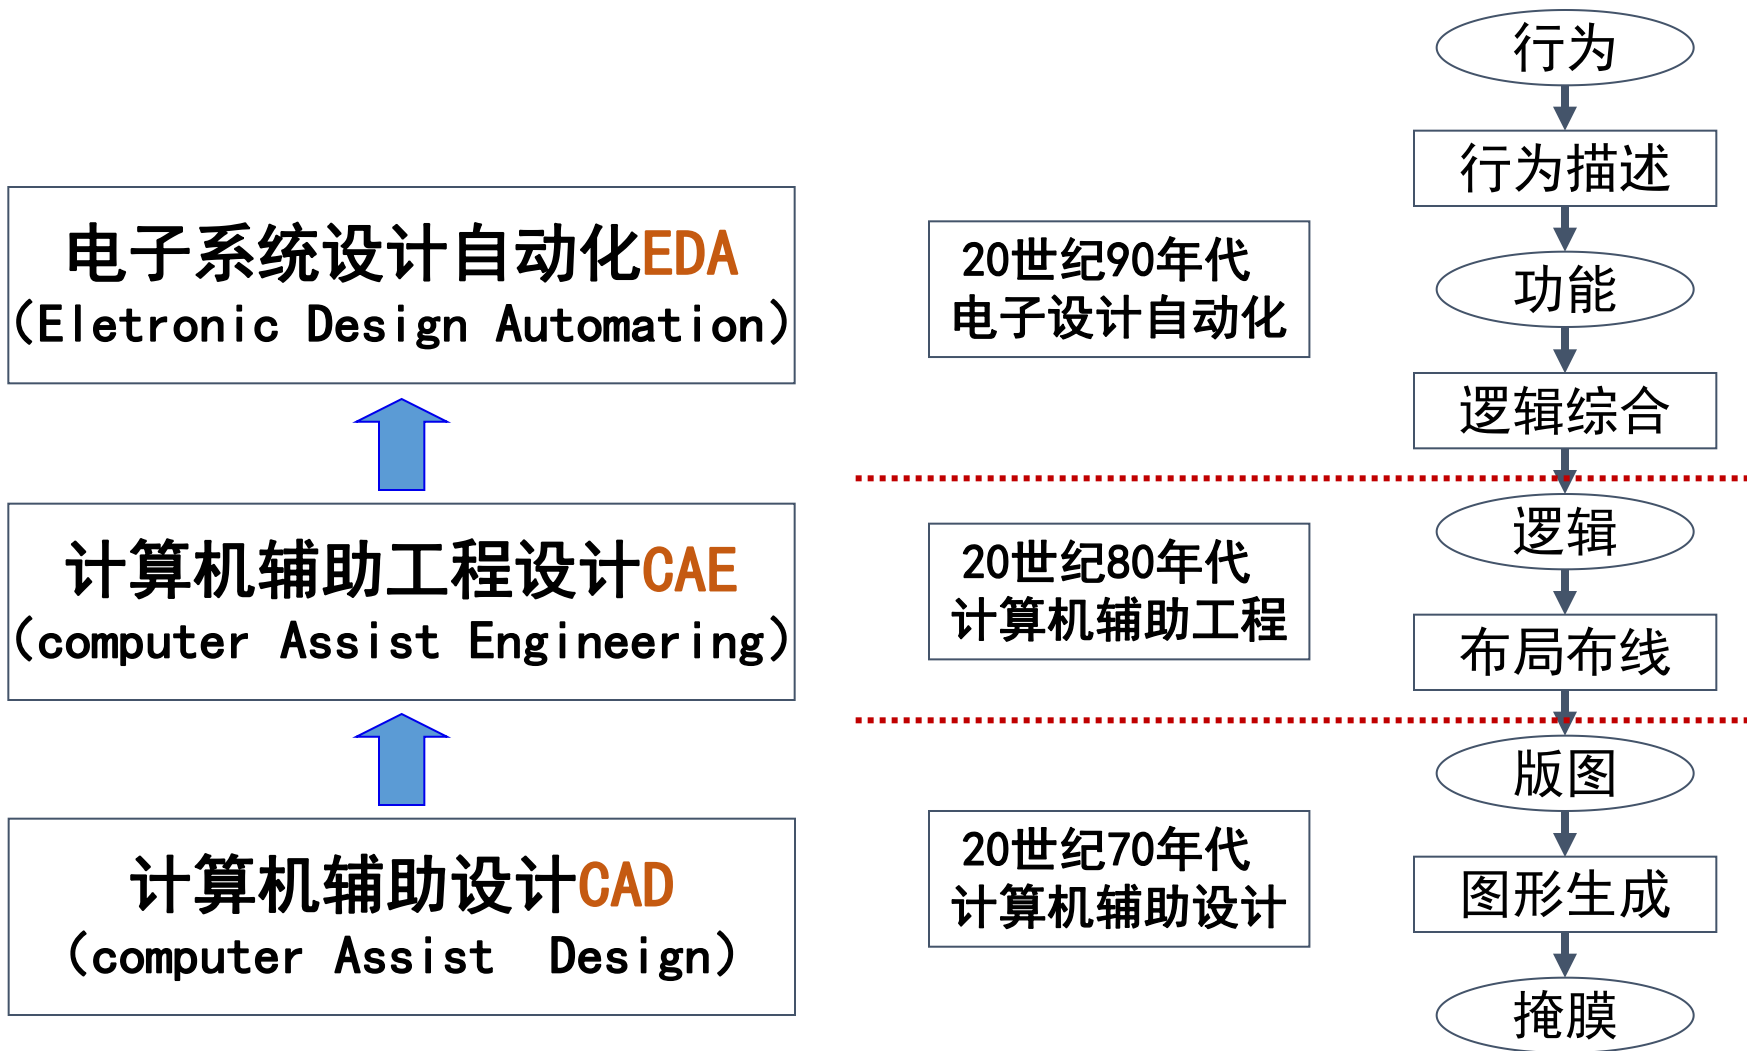 电子系统设计自动化EDA
（Eletronic Design Automation）
计算机辅助工程设计CAE
（computer Assist Engineering）
计算机辅助设计CAD
（computer Assist  Design）
20世纪90年代
电子设计自动化
20世纪80年代
计算机辅助工程
20世纪70年代
计算机辅助设计
行为
行为描述
功能
逻辑综合
逻辑
布局布线
版图
图形生成
掩膜